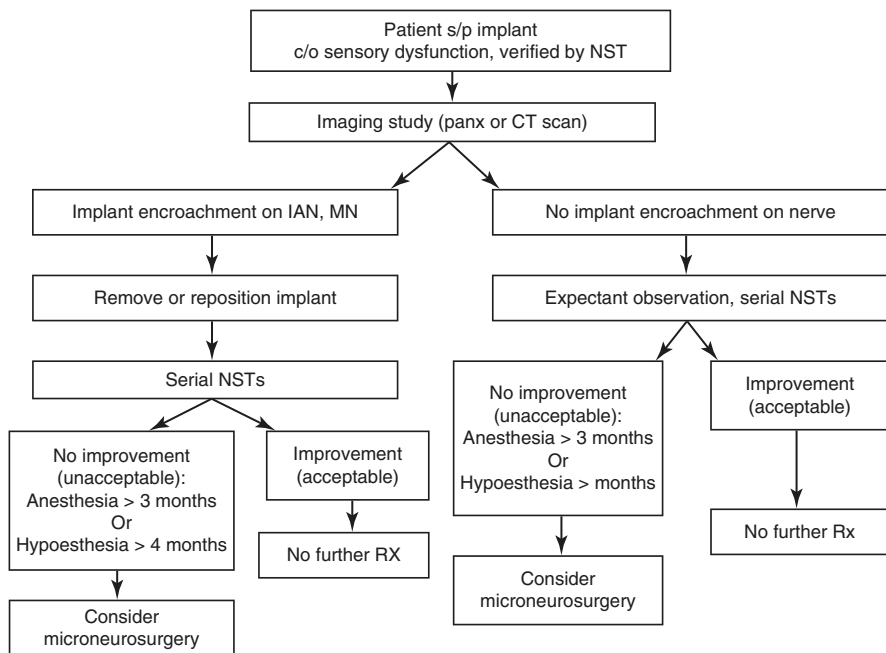 Patient s/p implant
c/o sensory dysfunction, verified by NST
Imaging study (panx or CT scan)
Implant encroachment on IAN, MN
No implant encroachment on nerve
Remove or reposition implant
Expectant observation, serial NSTs
Serial NSTs
No improvement
(unacceptable):
Anesthesia > 3 months
Or
Hypoesthesia > 4 months
Improvement
(acceptable)
No improvement
(unacceptable):
Anesthesia > 3 months
Or
Hypoesthesia > months
Improvement
(acceptable)
No further RX
No further Rx
Consider
microneurosurgery
Consider
microneurosurgery